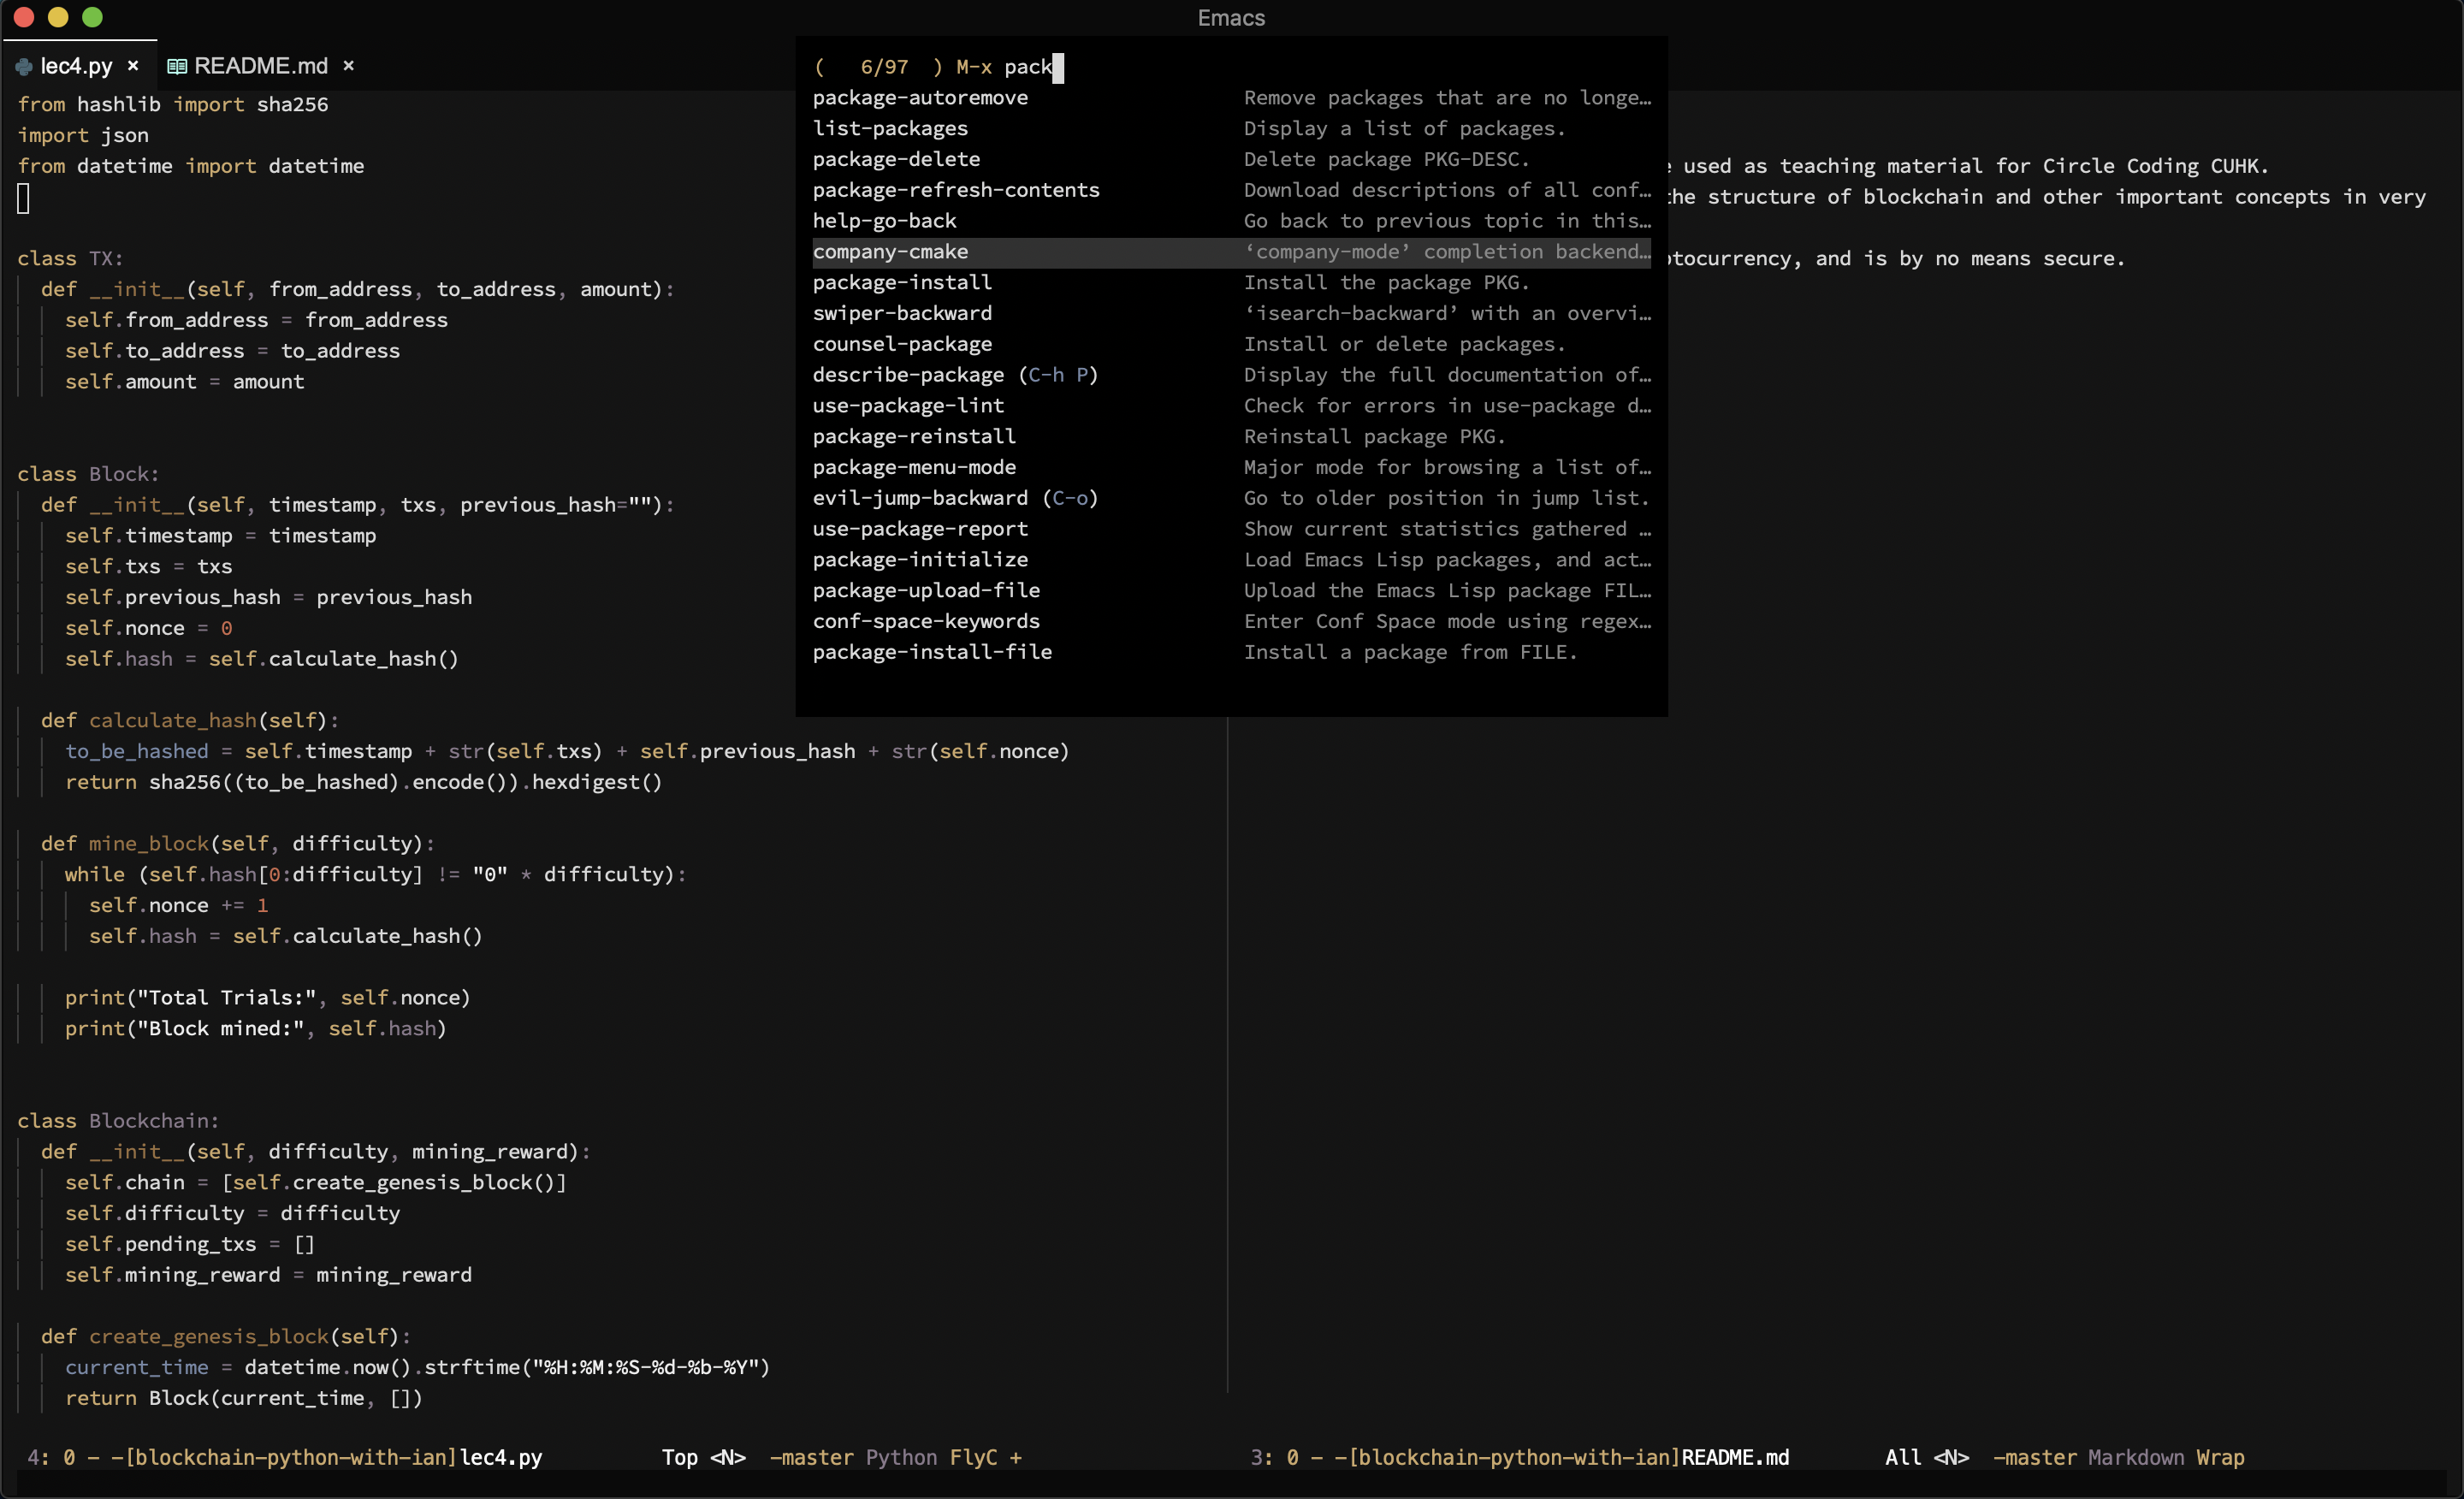 Emacs
lec4.py ×
README.md ×
from hashlib import sha256
import json
from datetime import datetime
class TX:
def __init__(self, from_address, to_address, amount):
self.from_address = from_address
self.to_address = to_address
self.amount = amount
class Block:
def __init__(self, timestamp, txs, previous_hash=""):
self.timestamp = timestamp
self.txs = txs
self.previous_hash = previous_hash
self.nonce = 0
self.hash = self.calculate_hash()
def calculate_hash(self):
to_be_hashed = self.timestamp + str(self.txs) + self.previous_hash + str(self.nonce)
return sha256((to_be_hashed).encode()).hexdigest()
def mine_block(self, difficulty):
while (self.hash[0:difficulty] != "0" * difficulty):
self.nonce += 1
self.hash = self.calculate_hash()
print("Total Trials:", self.nonce)
print("Block mined:", self.hash)
class Blockchain:
def __init__(self, difficulty, mining_reward):
self.chain = [self.create_genesis_block()]
self.difficulty = difficulty
self.pending_txs = []
self.mining_reward = mining_reward
def create_genesis_block(self):
current_time = datetime.now().strftime("%H:%M:%S-%d-%b-%Y")
return Block(current_time, [])
( 6/97 ) M-x pack
package-autoremove Remove packages that are no longe…
list-packages Display a list of packages.
package-delete Delete package PKG-DESC.
package-refresh-contents Download descriptions of all conf…
help-go-back Go back to previous topic in this…
company-cmake ‘company-mode’ completion backend…
package-install Install the package PKG.
swiper-backward ‘isearch-backward’ with an overvi…
counsel-package Install or delete packages.
describe-package (C-h P) Display the full documentation of…
use-package-lint Check for errors in use-package d…
package-reinstall Reinstall package PKG.
package-menu-mode Major mode for browsing a list of…
evil-jump-backward (C-o) Go to older position in jump list.
use-package-report Show current statistics gathered …
package-initialize Load Emacs Lisp packages, and act…
package-upload-file Upload the Emacs Lisp package FIL…
conf-space-keywords Enter Conf Space mode using regex…
package-install-file Install a package from FILE.
used as teaching material for Circle Coding CUHK.
the structure of blockchain and other important concepts in very
tocurrency, and is by no means secure.
4: 0 - -[blockchain-python-with-ian]lec4.py Top <N> -master Python FlyC +
3: 0 - -[blockchain-python-with-ian]README.md All <N> -master Markdown Wrap